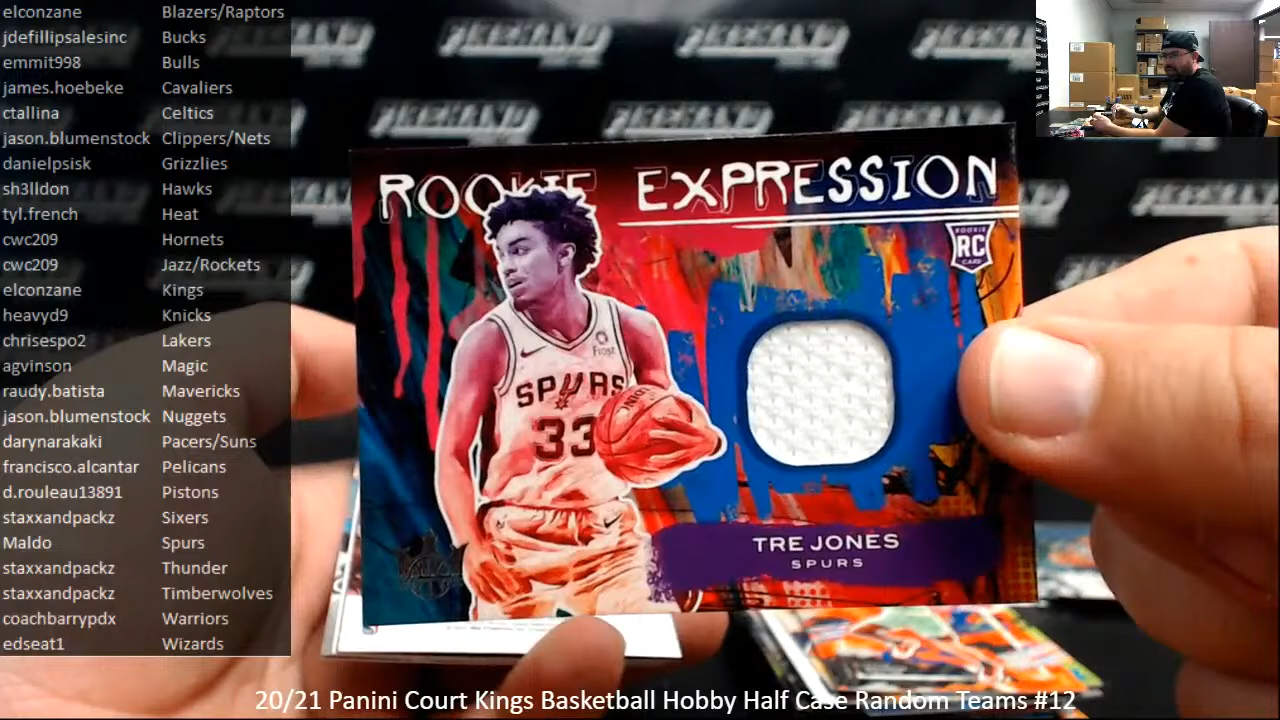 elconzane Blazers/Raptors
jdefillipsalesinc Bucks
emmit998 Bulls
james.hoebeke Cavaliers
ctallina Celtics
jason.blumenstock Clippers/Nets
danielpsisk Grizzlies
sh3lldon Hawks
tyl.french Heat
cwc209 Hornets
cwc209 Jazz/Rockets
elconzane Kings
heavyd9 Knicks
chrisespo2 Lakers
agvinson Magic
raudy.batista Mavericks
jason.blumenstock Nuggets
darynarakaki Pacers/Suns
francisco.alcantar Pelicans
d.rouleau13891 Pistons
staxxandpackz Sixers
Maldo Spurs
staxxandpackz Thunder
staxxandpackz Timberwolves
coachbarrypdx Warriors
edseat1 Wizards
ROOKIE EXPRESSION
ROOKIE
RC
CARD
Frost
SPURS
33
TRE JONES
SPURS
20/21 Panini Court Kings Basketball Hobby Half Case Random Teams #12